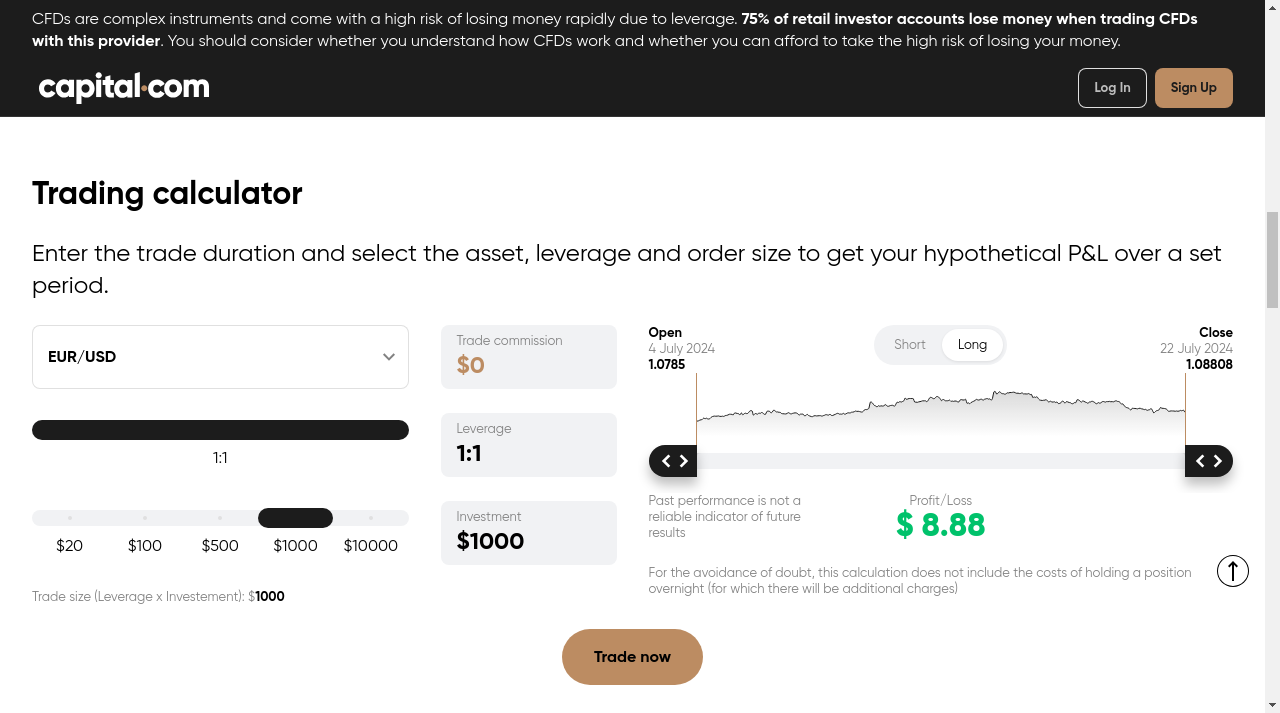 CFDs are complex instruments and come with a high risk of losing money rapidly due to leverage. 75% of retail investor accounts lose money when trading CFDs
with this provider. You should consider whether you understand how CFDs work and whether you can afford to take the high risk of losing your money.
capital.com
Log In
Sign Up
Trading calculator
Enter the trade duration and select the asset, leverage and order size to get your hypothetical P&L over a set
period.
EUR/USD
1:1
$20 $100 $500 $1000 $10000
Trade size (Leverage x Investement): $1000
Trade commission
$0
Leverage
1:1
Investment
$1000
Open
4 July 2024
1.0785
Short Long
Close
22 July 2024
1.08808
Past performance is not a
reliable indicator of future
results
Profit/Loss
$ 8.88
For the avoidance of doubt, this calculation does not include the costs of holding a position
overnight (for which there will be additional charges)
Trade now